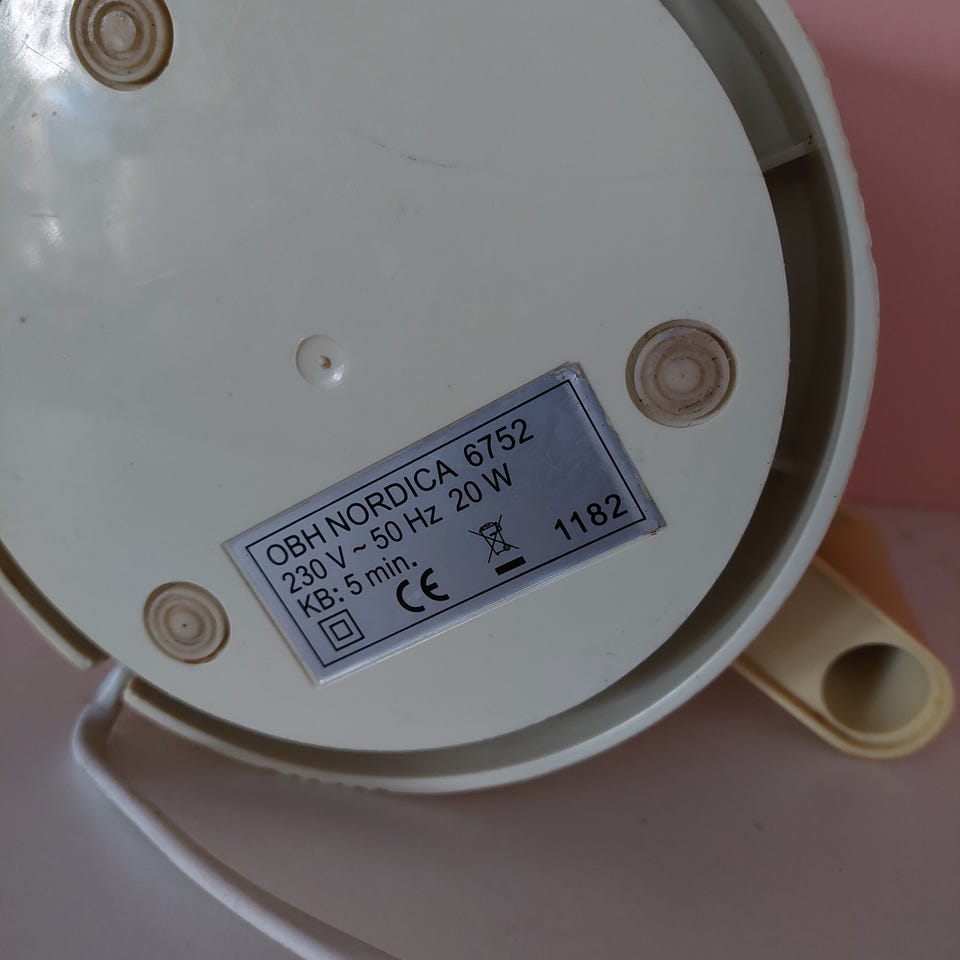 OBH NORDICA 6752
230 V ~ 50 Hz 20 W
KB: 5 min.
CE
1182